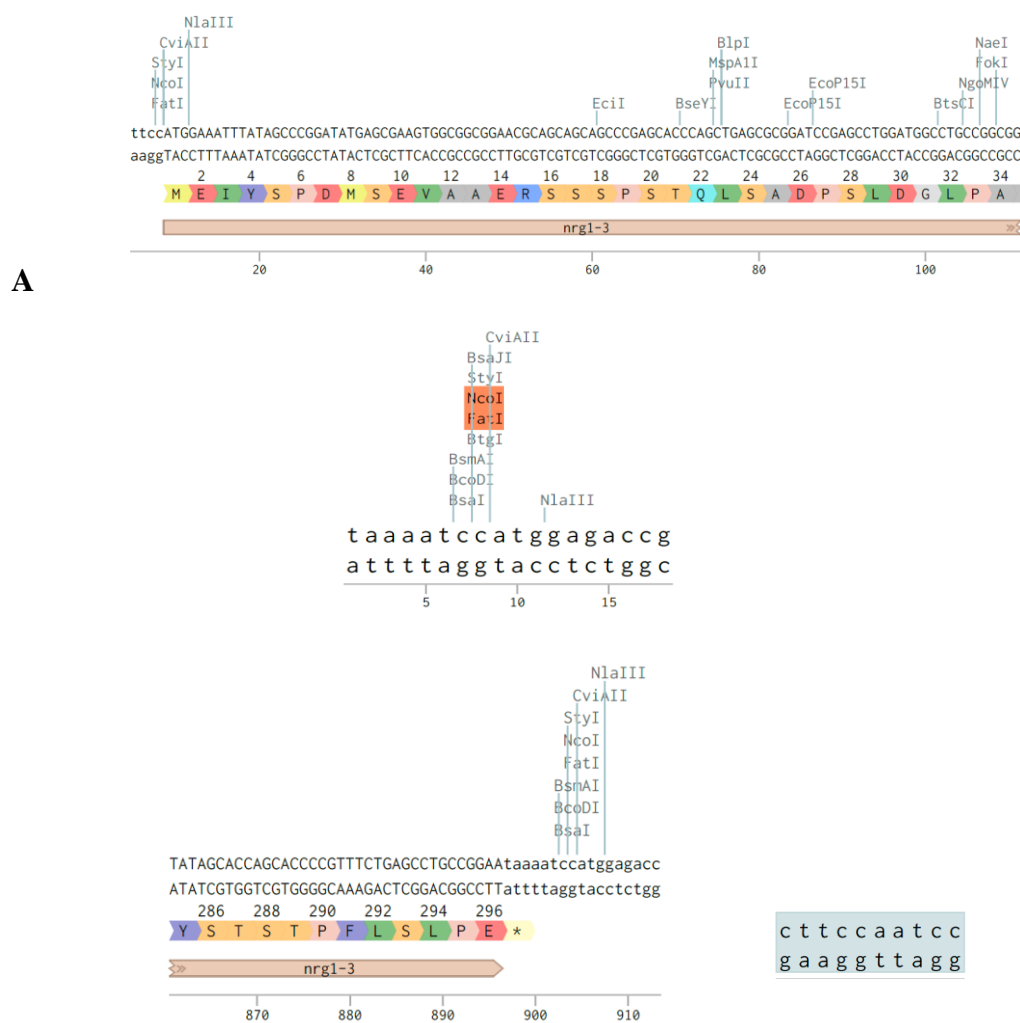 NlaIII
CviAII BlpI NaeI
StyI MspA1I FokI
NcoI PvuII EcoP15I NgoMIV
FatI EciI BseYI EcoP15I BtsCI
ttccATGGAAATTTATAGCCCGGATATGAGCGAAGTGGCGGCGGAACGCAGCAGCAGCCCGAGCACCCAGCTGAGCGCGGATCCGAGCCTGGATGGCCTGCCGGCGG
aaggTACCTTTAAATATCGGGCCTATACTCGCTTCACCGCCGCCTTGCGTCGTCGTCGGGCTCGTGGGTCGACTCGCGCCTAGGCTCGGACCTACCGGACGGCCGCC
2 4 6 8 10 12 14 16 18 20 22 24 26 28 30 32 34
M E I Y S P D M S E V A A E R S S S P S T Q L S A D P S L D G L P A
nrg1-3
20 40 60 80 100
A
CviAII
BsaJI
StyI
NcoI
FatI
BtgI
BsmAI
BcoDI
BsaI NlaIII
taaaatccatggagaccg
attttaggtacctctggc
5 10 15
NlaIII
CviAII
StyI
NcoI
FatI
BsmAI
BcoDI
BsaI
TATAGCACCAGCACCCCGTTTCTGAGCCTGCCGGAAtaaaatccatggagacc
ATATCGTGGTCGTGGGGCAAAGACTCGGACGGCCTTattttaggtacctctgg
286 288 290 292 294 296
Y S T S T P F L S L P E *
nrg1-3
870 880 890 900 910
cttccaatcc
gaaggttagg